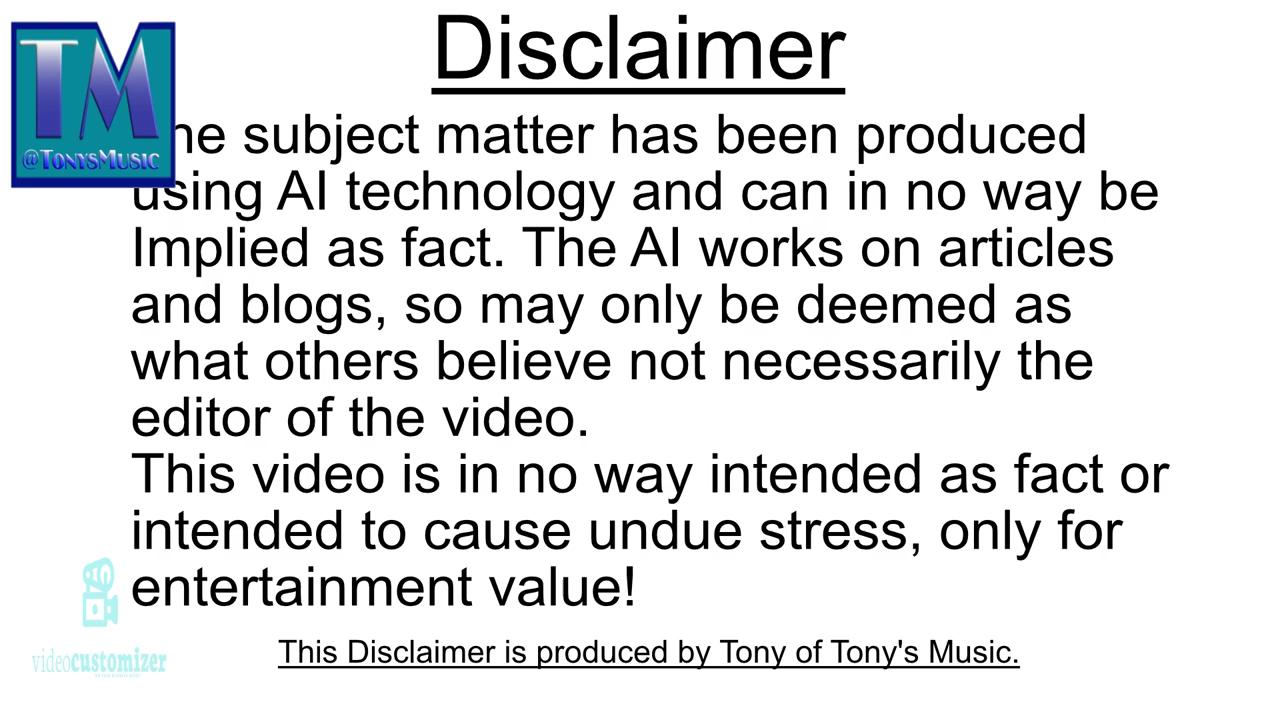 Disclaimer
TM
@TonysMusic
he subject matter has been produced
using AI technology and can in no way be
Implied as fact. The AI works on articles
and blogs, so may only be deemed as
what others believe not necessarily the
editor of the video.
This video is in no way intended as fact or
intended to cause undue stress, only for
entertainment value!
videocustomizer
This Disclaimer is produced by Tony of Tony's Music.